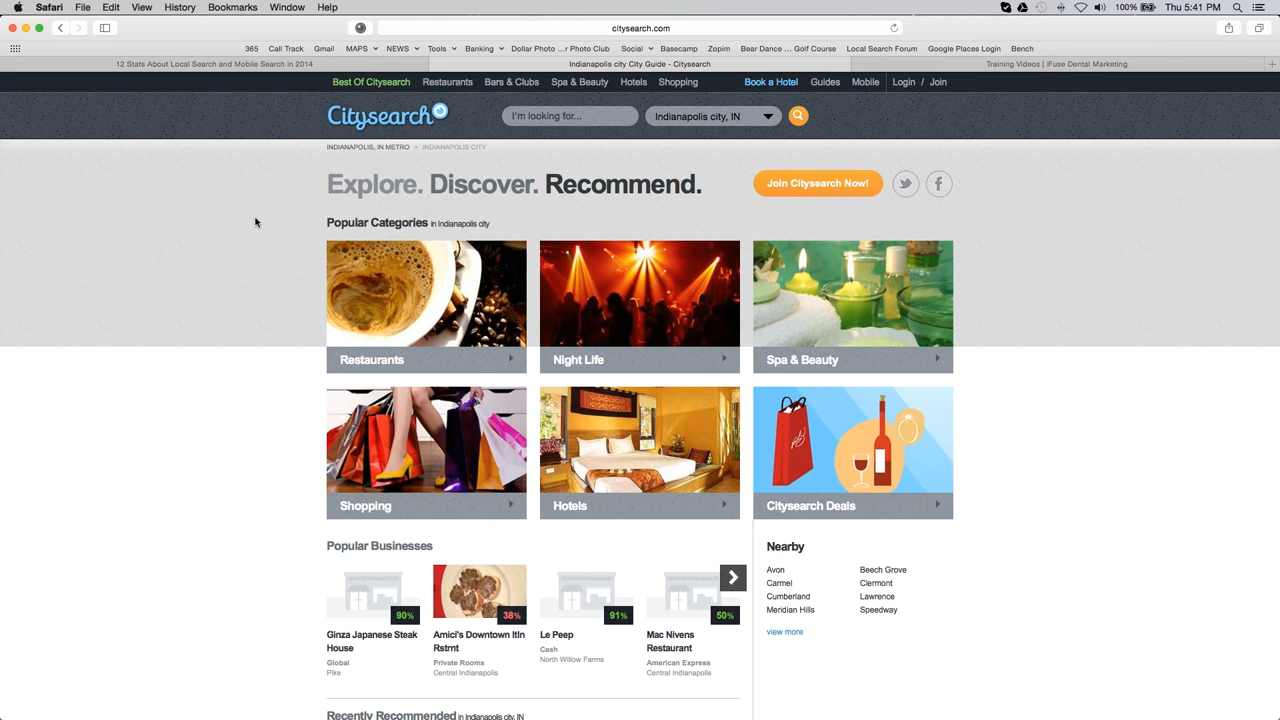 Safari File Edit View History Bookmarks Window Help 100% Thu 5:41 PM
citysearch.com
365 Call Track Gmail MAPS NEWS Tools Banking Dollar Photo ...r Photo Club Social Basecamp Zopim Bear Dance ... Golf Course Local Search Forum Google Places Login Bench
12 Stats About Local Search and Mobile Search in 2014 Indianapolis city City Guide - Citysearch Training Videos | iFuse Dental Marketing
Best Of Citysearch Restaurants Bars & Clubs Spa & Beauty Hotels Shopping Book a Hotel Guides Mobile Login / Join
Citysearch I'm looking for... Indianapolis city, IN
INDIANAPOLIS, IN METRO > INDIANAPOLIS CITY
Explore. Discover. Recommend. Join Citysearch Now!
Popular Categories in Indianapolis city
Restaurants Night Life Spa & Beauty
Shopping Hotels Citysearch Deals
Popular Businesses
90% 38% 91% 50%
Ginza Japanese Steak House
Global
Pike
Amici's Downtown Itln Rstrnt
Private Rooms
Central Indianapolis
Le Peep
Cash
North Willow Farms
Mac Nivens Restaurant
American Express
Central Indianapolis
Nearby
Avon Beech Grove
Carmel Clermont
Cumberland Lawrence
Meridian Hills Speedway
view more
Recently Recommended in Indianapolis city, IN